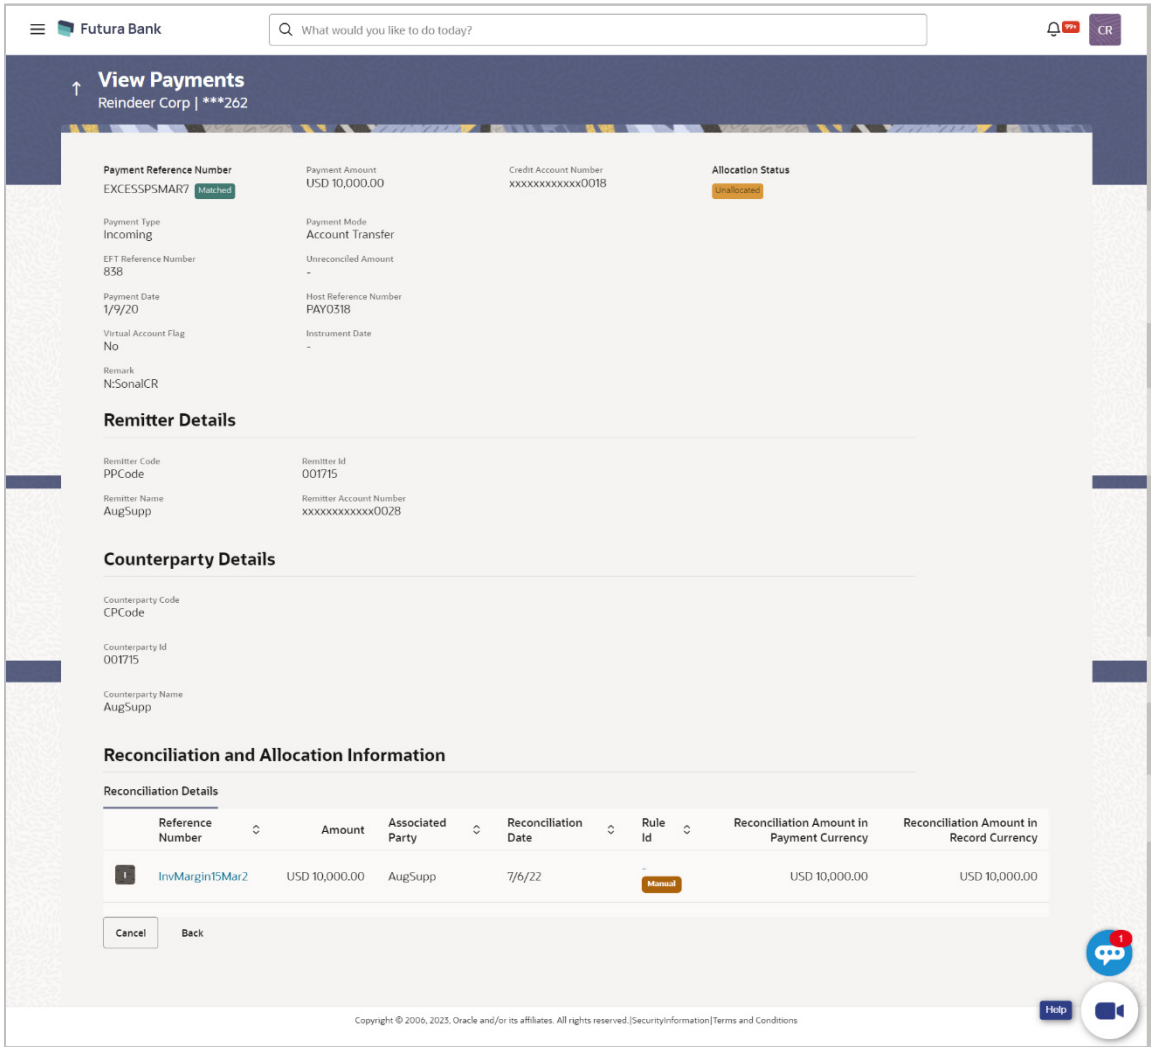 Futura Bank
What would you like to do today?
99+
CR
View Payments
Reindeer Corp | ***262
Payment Reference Number
EXCESSPSMAR7 Matched
Payment Amount
USD 10,000.00
Credit Account Number
xxxxxxxxxxxx0018
Allocation Status
Unallocated
Payment Type
Incoming
Payment Mode
Account Transfer
EFT Reference Number
838
Unreconciled Amount
-
Payment Date
1/9/20
Host Reference Number
PAY0318
Virtual Account Flag
No
Instrument Date
-
Remark
N:SonalCR
Remitter Details
Remitter Code
PPCode
Remitter Id
001715
Remitter Name
AugSupp
Remitter Account Number
xxxxxxxxxxxx0028
Counterparty Details
Counterparty Code
CPCode
Counterparty Id
001715
Counterparty Name
AugSupp
Reconciliation and Allocation Information
Reconciliation Details
Reference Number
Amount
Associated Party
Reconciliation Date
Rule Id
Reconciliation Amount in Payment Currency
Reconciliation Amount in Record Currency
I
InvMargin15Mar2
USD 10,000.00
AugSupp
7/6/22
-
Manual
USD 10,000.00
USD 10,000.00
Cancel
Back
1
Help
Copyright © 2006, 2023, Oracle and/or its affiliates. All rights reserved.|SecurityInformation|Terms and Conditions